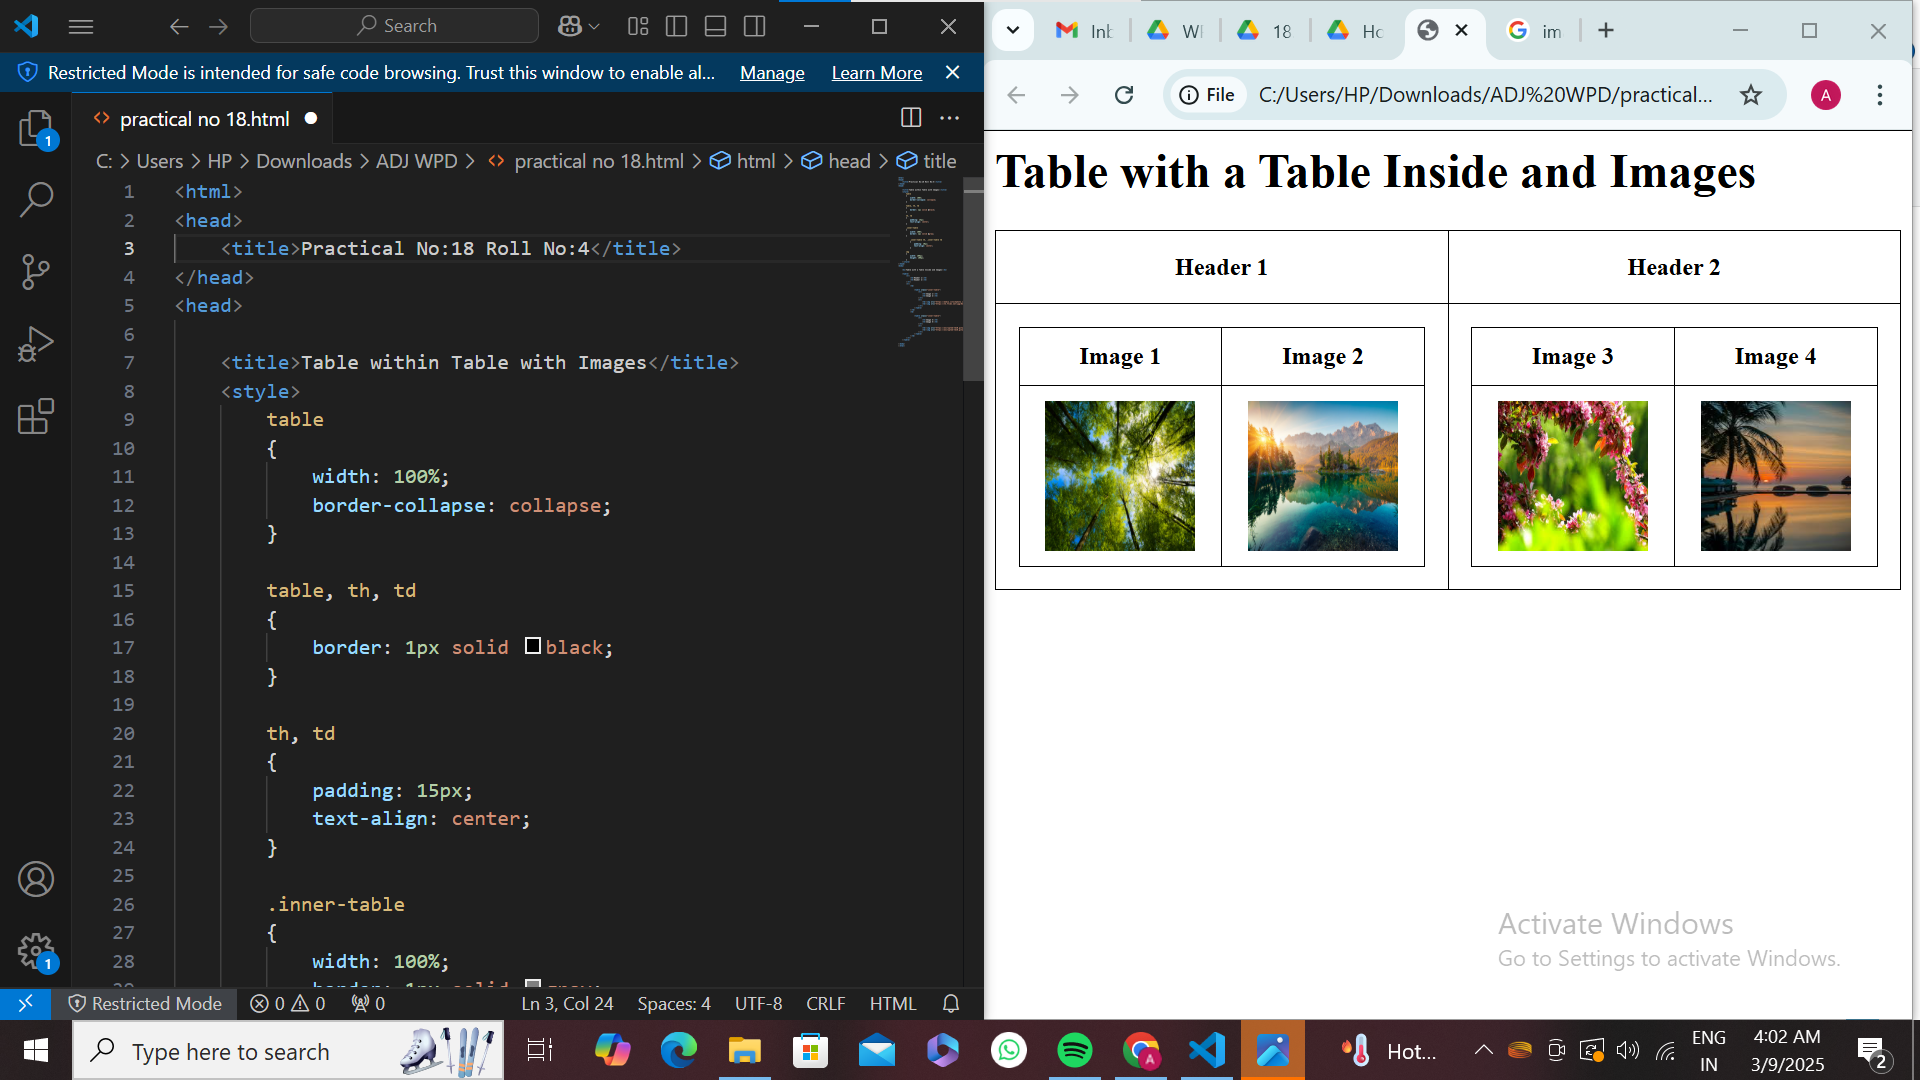 Search
Restricted Mode is intended for safe code browsing. Trust this window to enable al... Manage Learn More
practical no 18.html
C: > Users > HP > Downloads > ADJ WPD > <> practical no 18.html > html > head > title
1 <html>
2 <head>
3 <title>Practical No:18 Roll No:4</title>
4 </head>
5 <head>
6
7 <title>Table within Table with Images</title>
8 <style>
9 table
10 {
11 width: 100%;
12 border-collapse: collapse;
13 }
14
15 table, th, td
16 {
17 border: 1px solid black;
18 }
19
20 th, td
21 {
22 padding: 15px;
23 text-align: center;
24 }
25
26 .inner-table
27 {
28 width: 100%;
1
1
Restricted Mode 0 0 0 Ln 3, Col 24 Spaces: 4 UTF-8 CRLF HTML
Inb W 18 Ho im
File C:/Users/HP/Downloads/ADJ%20WPD/practical... A
Table with a Table Inside and Images
Header 1 Header 2
Image 1 Image 2 Image 3 Image 4
Activate Windows
Go to Settings to activate Windows.
Type here to search
A
Hot...
ENG
IN
4:02 AM
3/9/2025
2